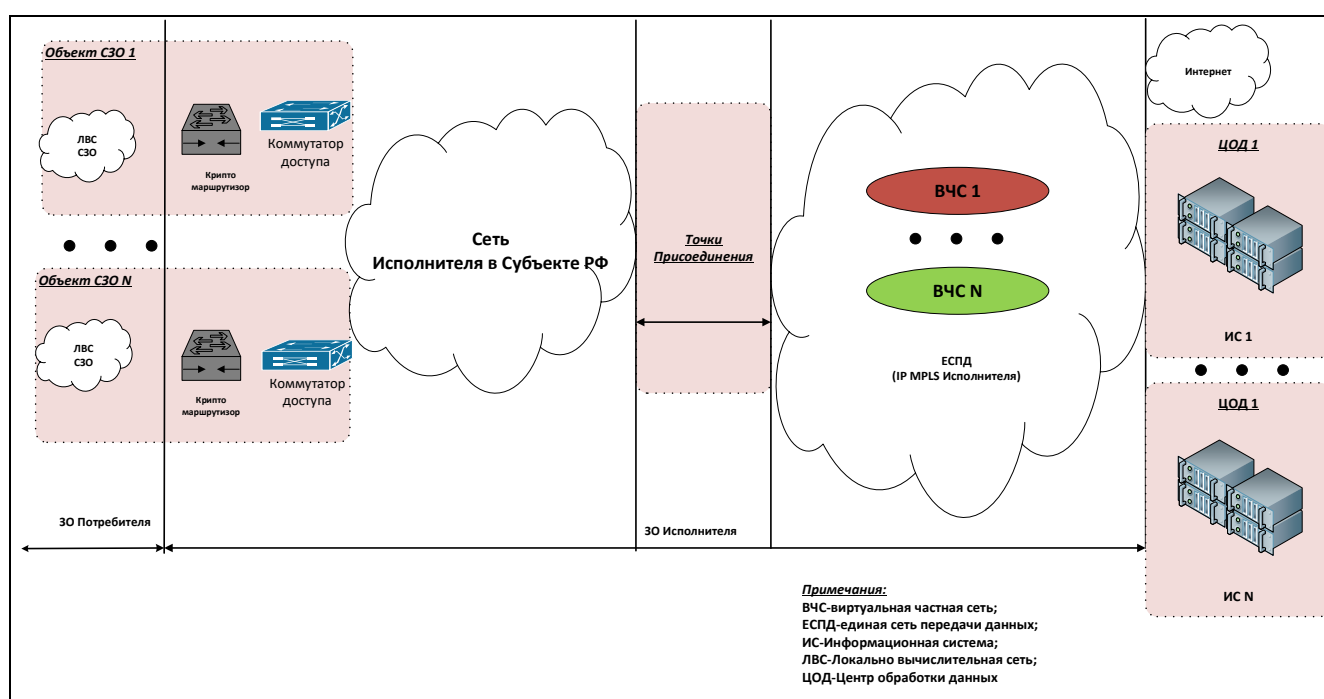 Объект СЗО 1
ЛВС
СЗО
Крипто
маршрутизор
Коммутатор
доступа
Объект СЗО N
ЛВС
СЗО
Крипто
маршрутизор
Коммутатор
доступа
Сеть
Исполнителя в Субъекте РФ
Точки
Присоединения
ВЧС 1
ВЧС N
ЕСПД
(IP MPLS Исполнителя)
Интернет
ЦОД 1
ИС 1
ЦОД 1
ИС N
ЗО Потребителя
ЗО Исполнителя
Примечания:
ВЧС-виртуальная частная сеть;
ЕСПД-единая сеть передачи данных;
ИС-Информационная система;
ЛВС-Локально вычислительная сеть;
ЦОД-Центр обработки данных